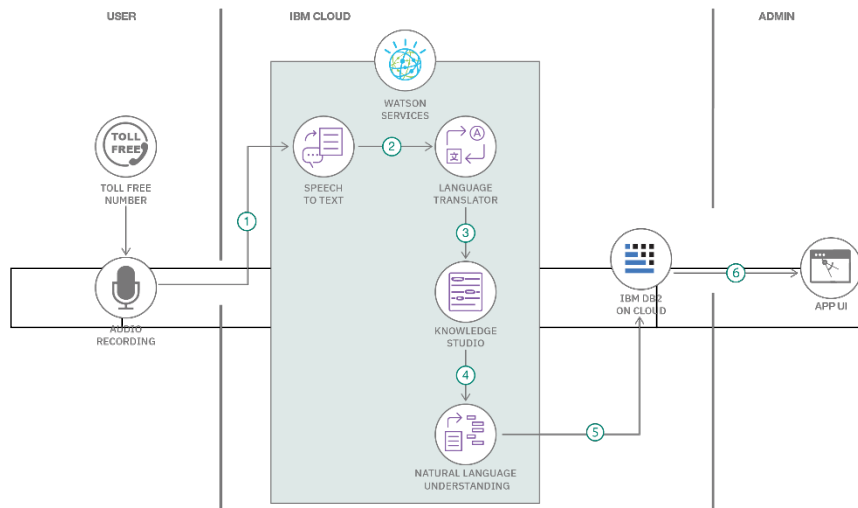 USER
IBM CLOUD
ADMIN
WATSON
SERVICES
TOLL
FREE
TOLL FREE
NUMBER
1
SPEECH
TO TEXT
2
A
文
LANGUAGE
TRANSLATOR
3
AUDIO
RECORDING
KNOWLEDGE
STUDIO
4
NATURAL LANGUAGE
UNDERSTANDING
5
IBM DB2
ON CLOUD
6
APP UI